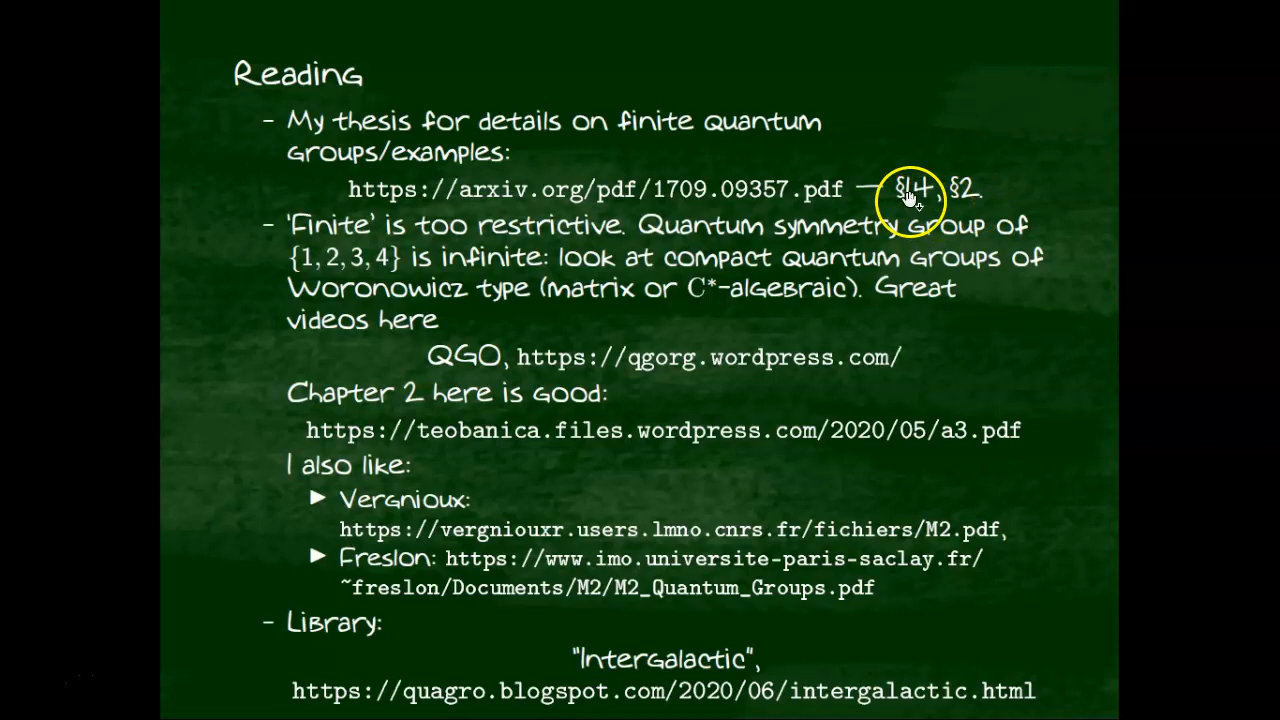 Reading
- My thesis for details on finite quantum
groups/examples:
https://arxiv.org/pdf/1709.09357.pdf — §14, §2.
- 'Finite' is too restrictive. Quantum symmetry group of
{1, 2, 3, 4} is infinite: look at compact quantum groups of
Woronowicz type (matrix or C*-algebraic). Great
videos here
QGO, https://qgorg.wordpress.com/
Chapter 2 here is good:
https://teobanica.files.wordpress.com/2020/05/a3.pdf
I also like:
► Vergnioux:
https://vergniouxr.users.lmno.cnrs.fr/fichiers/M2.pdf,
► Freslon: https://www.imo.universite-paris-saclay.fr/
~freslon/Documents/M2/M2_Quantum_Groups.pdf
- Library:
"Intergalactic",
https://quagro.blogspot.com/2020/06/intergalactic.html